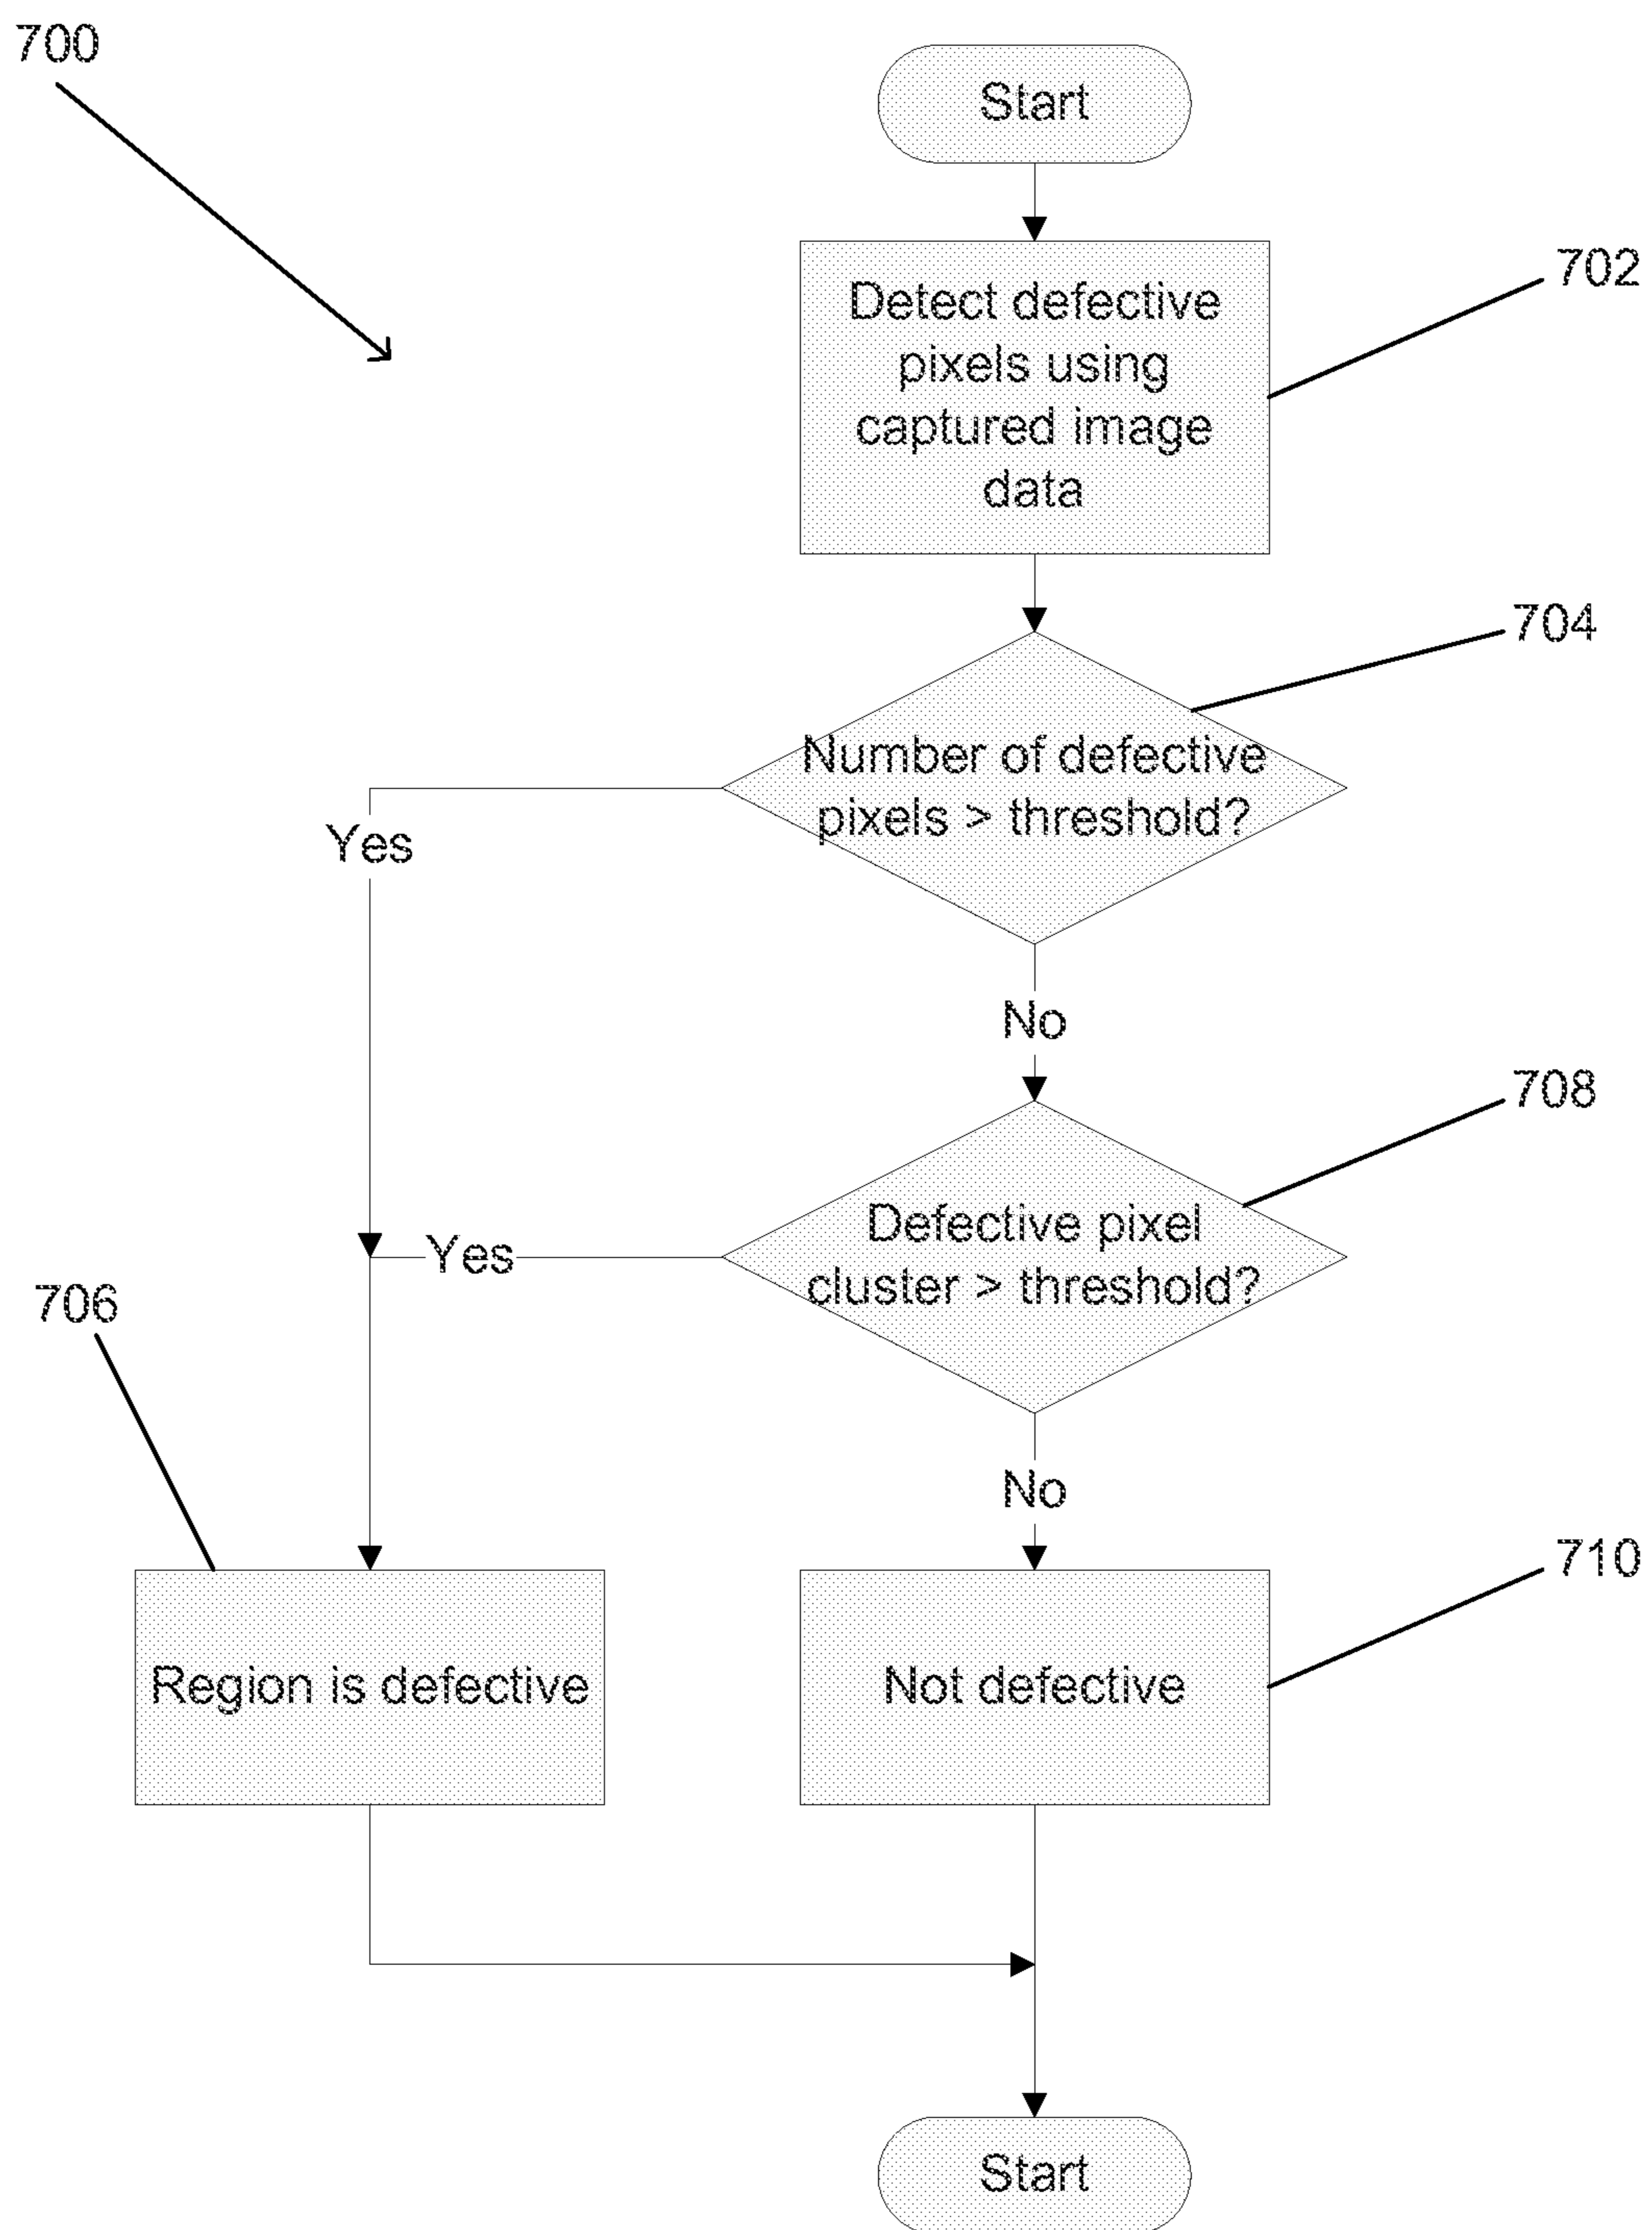 700
Start
702
Detect defective
pixels using
captured image
data
704
Number of defective
pixels > threshold?
Yes
No
708
Defective pixel
cluster > threshold?
Yes
706
No
710
Region is defective
Not defective
Start